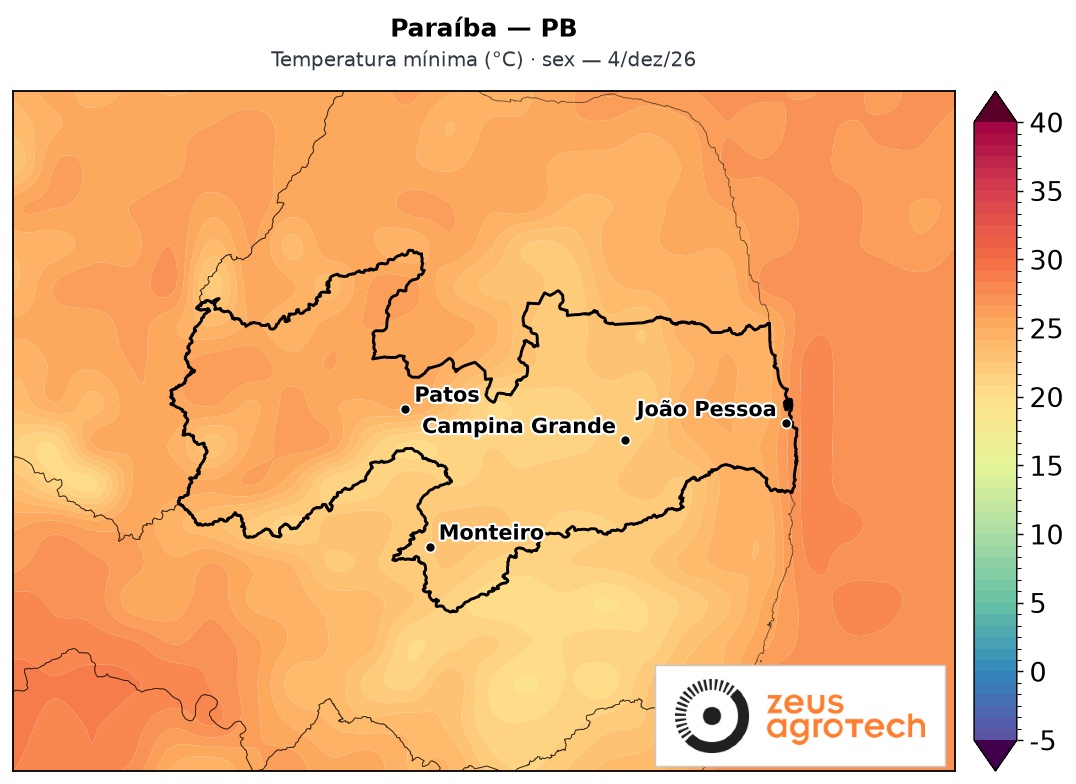 Paraíba — PB
Temperatura mínima (°C) · sex — 4/dez/26
40
35
30
25
20
15
10
5
0
-5
Patos
João Pessoa
Campina Grande
Monteiro
zeus
agrotech